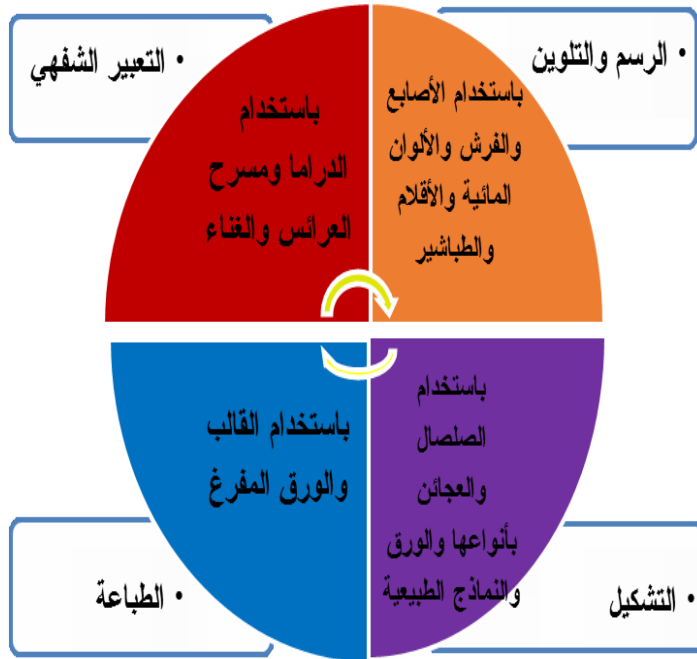 • الرسم والتلوين
باستخدام الأصابع
والفرش والألوان
المائية والأقلام
والطباشير
• التعبير الشفهي
باستخدام
الدراما ومسرح
العرائس والغناء
• التشكيل
باستخدام
الصلصال
والعجائن
بأنواعها والورق
والنماذج الطبيعية
• الطباعة
باستخدام القالب
والورق المفرغ